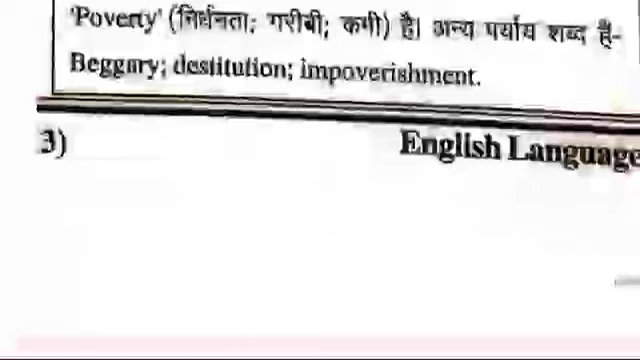 'Poverty' (निर्धनता; गरीबी; कमी) है। अन्य पर्याय शब्द हैं-
Beggary; destitution; impoverishment.
3) English Language